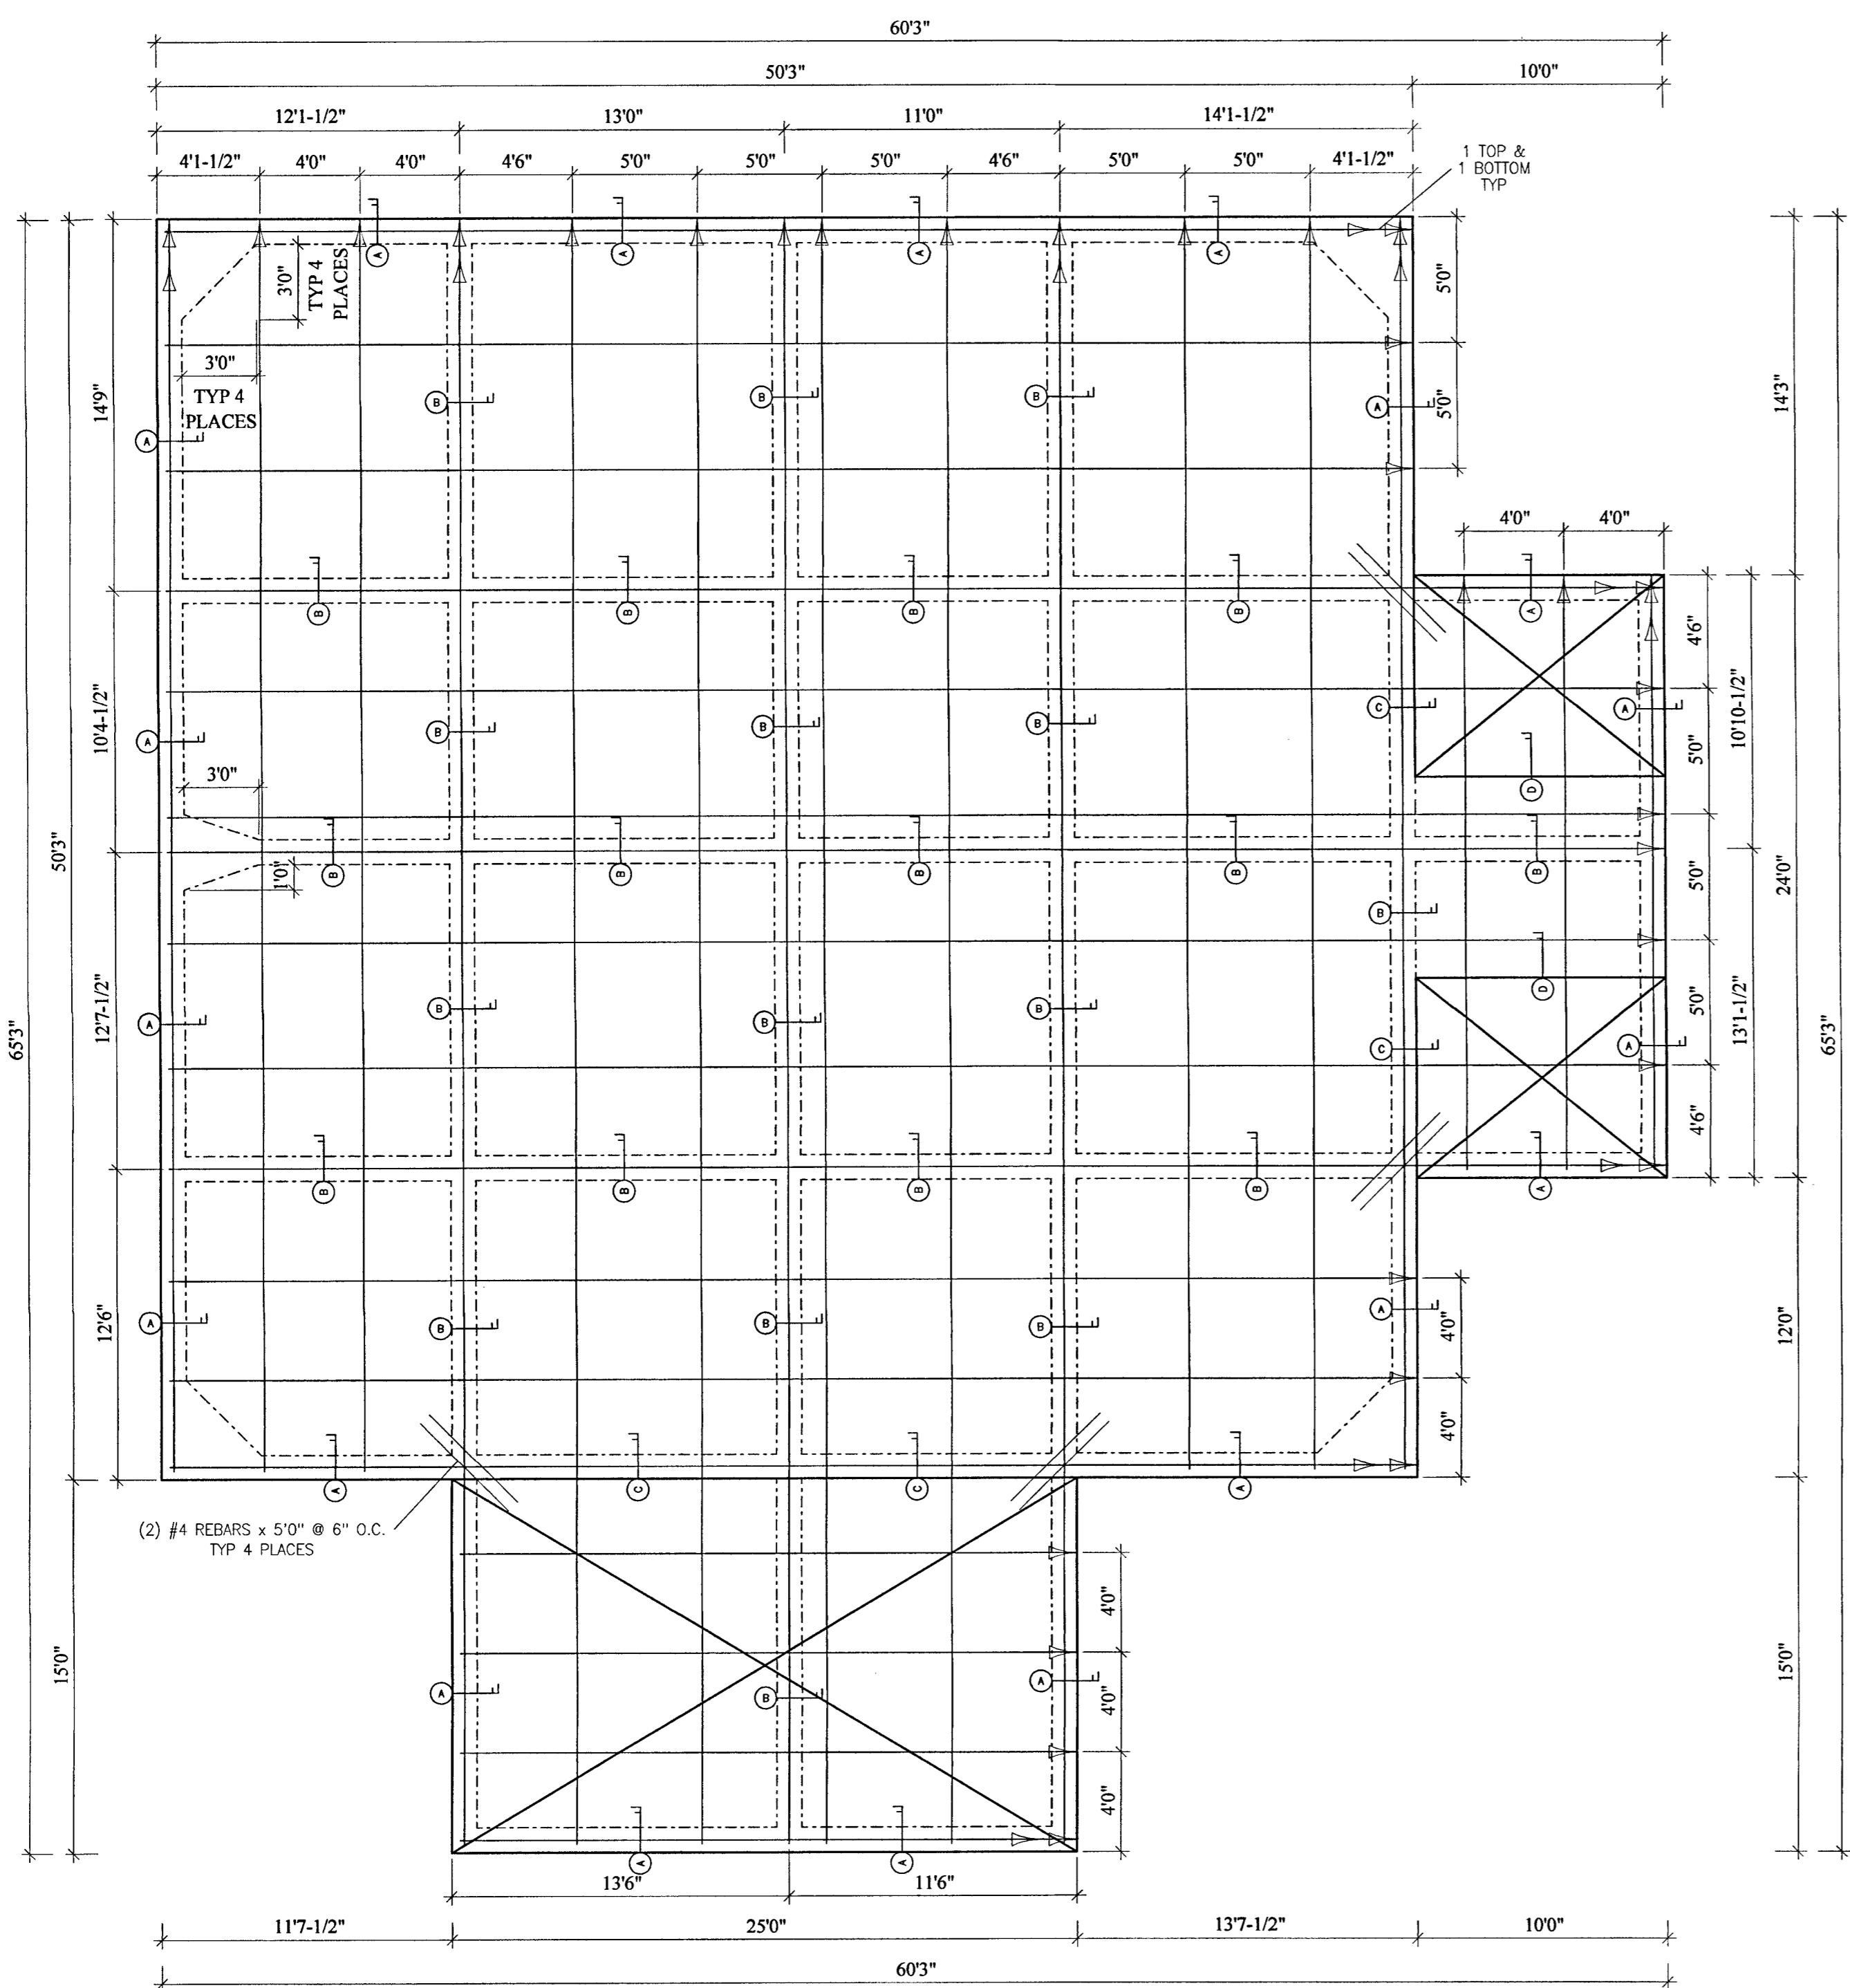 60'3"
50'3" 10'0"
12'1-1/2" 13'0" 11'0" 14'1-1/2"
4'1-1/2" 4'0" 4'0" 4'6" 5'0" 5'0" 5'0" 4'6" 5'0" 5'0" 4'1-1/2"
1 TOP &
1 BOTTOM
TYP
A A A A
3'0"
TYP 4
PLACES
5'0"
3'0"
TYP 4
PLACES
14'9"
B B B A
5'0"
14'3"
A
4'0" 4'0"
B B B B A
4'6"
10'4-1/2"
A B B B C A
10'10-1/2"
5'0"
3'0"
D
50'3"
1'0"
B B B B B
5'0"
24'0"
B
D
65'3"
12'7-1/2"
A B B B C A
5'0"
13'1-1/2"
65'3"
4'6"
B B B B A
12'6"
A B B B A
4'0"
12'0"
4'0"
A C C A
(2) #4 REBARS x 5'0" @ 6" O.C.
TYP 4 PLACES
4'0"
15'0"
A B A
4'0"
15'0"
4'0"
A A
13'6" 11'6"
11'7-1/2" 25'0" 13'7-1/2" 10'0"
60'3"